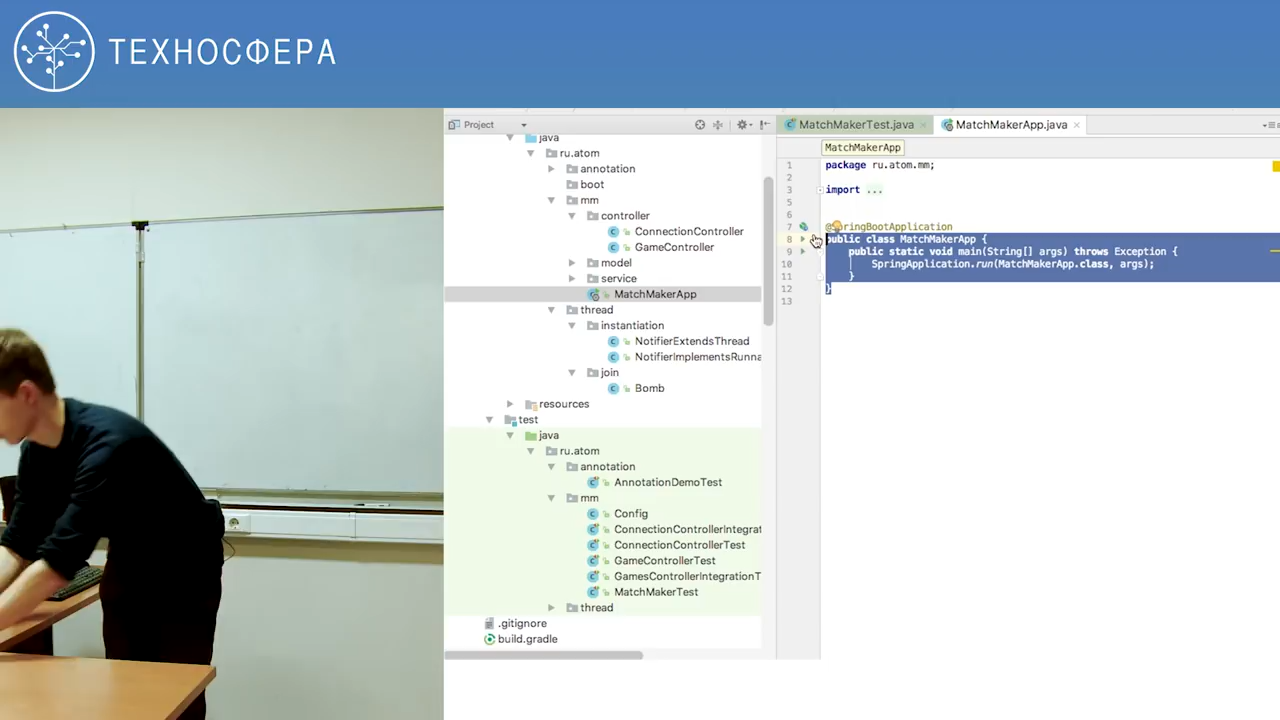 ТЕХНОСФЕРА
Project
java
ru.atom
annotation
boot
mm
controller
ConnectionController
GameController
model
service
MatchMakerApp
thread
instantiation
NotifierExtendsThread
NotifierImplementsRunna
join
Bomb
resources
test
java
ru.atom
annotation
AnnotationDemoTest
mm
Config
ConnectionControllerIntegrat
ConnectionControllerTest
GameControllerTest
GamesControllerIntegrationT
MatchMakerTest
thread
.gitignore
build.gradle
MatchMakerTest.java
MatchMakerApp.java
MatchMakerApp
1 package ru.atom.mm;
2
3 import ...
5
6
7 @SpringBootApplication
8 public class MatchMakerApp {
9 public static void main(String[] args) throws Exception {
10 SpringApplication.run(MatchMakerApp.class, args);
11 }
12 }
13